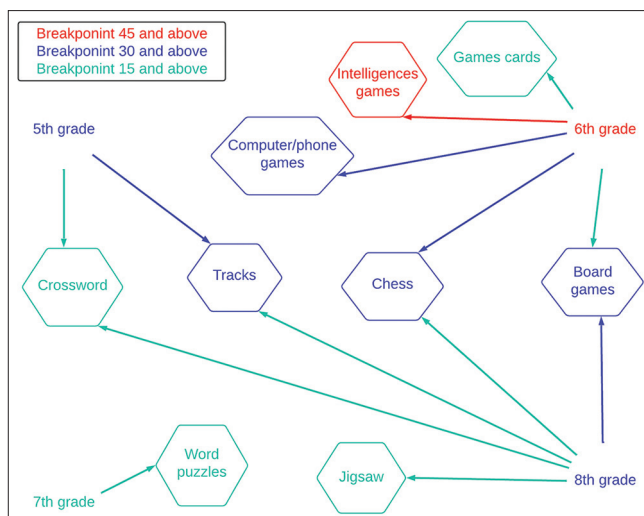 Breakponint 45 and above
Breakponint 30 and above
Breakponint 15 and above
Games cards
Intelligences
games
5th grade
6th grade
Computer/phone
games
Crossword
Tracks
Chess
Board
games
Word
puzzles
Jigsaw
8th grade
7th grade